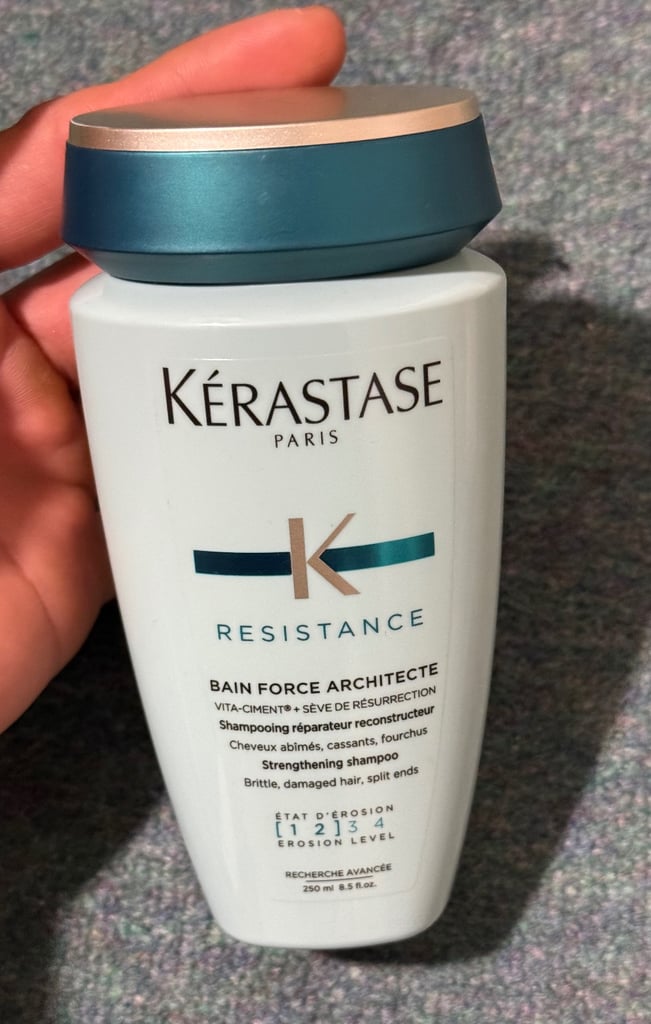 KÉRASTASE
PARIS
K
RESISTANCE
BAIN FORCE ARCHITECTE
VITA-CIMENT® + SÈVE DE RÉSURRECTION
Shampooing réparateur reconstructeur
Cheveux abîmés, cassants, fourchus
Strengthening shampoo
Brittle, damaged hair, split ends
ÉTAT D'ÉROSION
[1 2] 3 4
EROSION LEVEL
RECHERCHE AVANCÉE
250 ml 8.5 fl.oz.